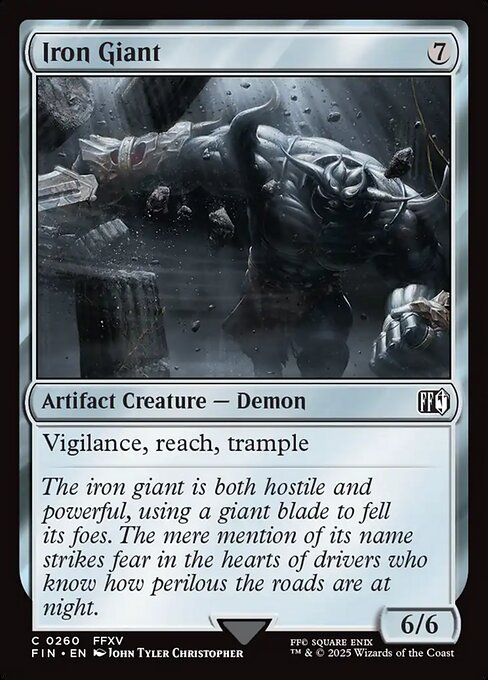 Iron Giant 7
Artifact Creature — Demon
FF
Vigilance, reach, trample
The iron giant is both hostile and
powerful, using a giant blade to fell
its foes. The mere mention of its name
strikes fear in the hearts of drivers who
know how perilous the roads are at
night.
6/6
C 0260 FFXV
FIN • EN John Tyler Christopher
FF© SQUARE ENIX
™ & © 2025 Wizards of the Coast